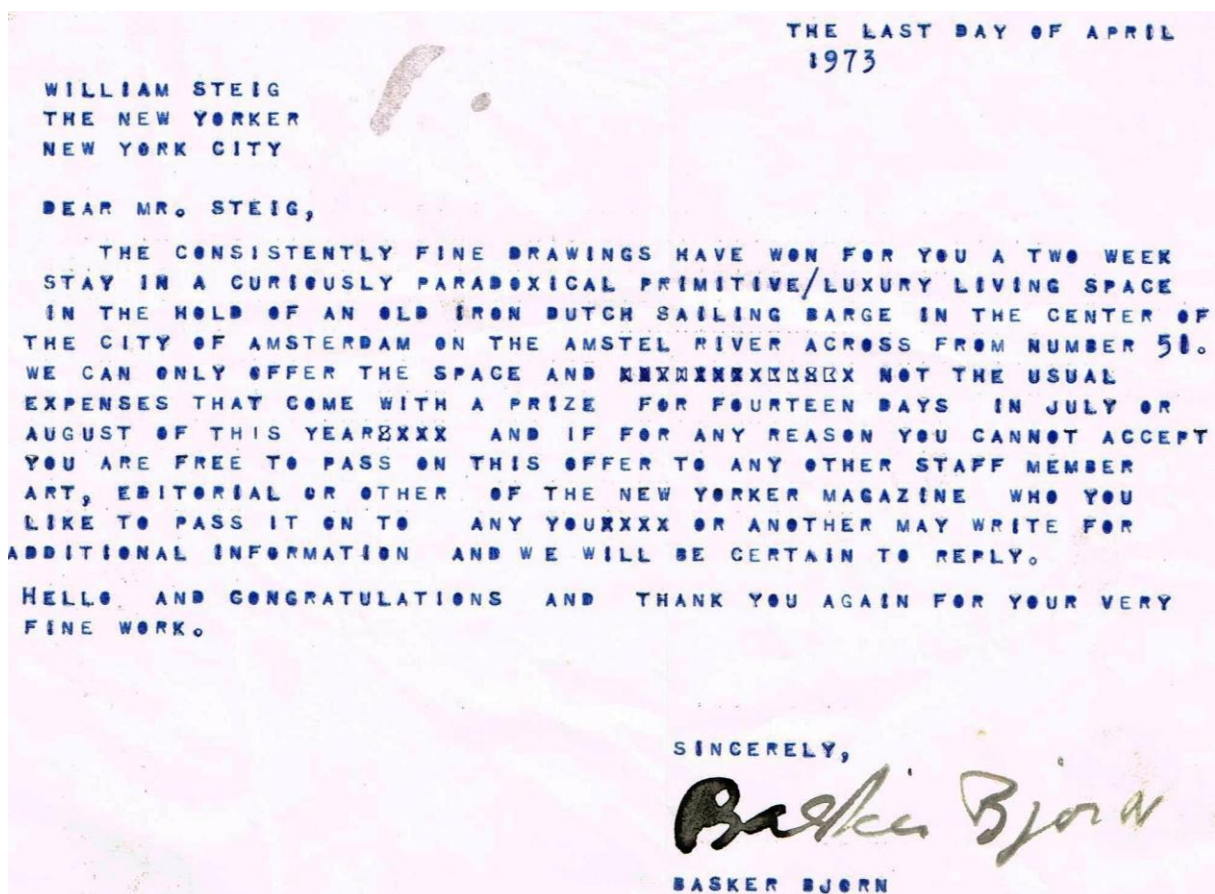 THE LAST DAY OF APRIL
1973
WILLIAM STEIG
THE NEW YORKER
NEW YORK CITY
DEAR MR. STEIG,
THE CONSISTENTLY FINE DRAWINGS HAVE WON FOR YOU A TWO WEEK
STAY IN A CURIOUSLY PARADOXICAL PRIMITIVE/LUXURY LIVING SPACE
IN THE HOLD OF AN OLD IRON DUTCH SAILING BARGE IN THE CENTER OF
THE CITY OF AMSTERDAM ON THE AMSTEL RIVER ACROSS FROM NUMBER 51.
WE CAN ONLY OFFER THE SPACE AND NOT THE USUAL
EXPENSES THAT COME WITH A PRIZE FOR FOURTEEN DAYS IN JULY OR
AUGUST OF THIS YEARXXXX AND IF FOR ANY REASON YOU CANNOT ACCEPT
YOU ARE FREE TO PASS ON THIS OFFER TO ANY OTHER STAFF MEMBER
ART, EDITORIAL OR OTHER OF THE NEW YORKER MAGAZINE WHO YOU
LIKE TO PASS IT ON TO ANY YOUXXXX OR ANOTHER MAY WRITE FOR
ADDITIONAL INFORMATION AND WE WILL BE CERTAIN TO REPLY.
HELLO AND CONGRATULATIONS AND THANK YOU AGAIN FOR YOUR VERY
FINE WORK.
SINCERELY,
Basker Bjorn
BASKER BJORN